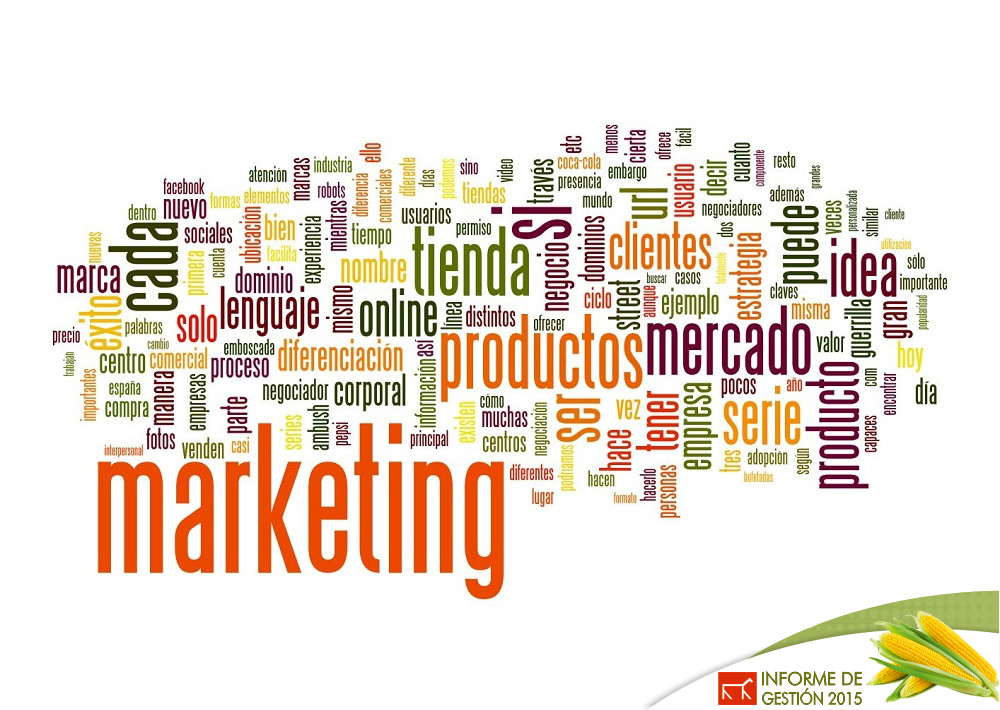 menos
cierta
ofrece
facil
etc
cuanto
componente
resto
grandes
ello
marcas
industria
atención
coca-cola
través
embargo
presencia
video
sino
podemos
dias
diferente
comerciales
diferencia
robots
elementos
formas
facebook
nuevo
dentro
tiendas
mundo
usuario
decir
url
negociadores
además
veces
personalizada
similar
cliente
utilizacion
puede
cada
sociales
ubicación
bien
facilita
experiencia
mientras
tiempo
usuarios
permiso
tienda
si
negocio
dominios
clientes
dos
estrategia
idea
sólo
importante
popularidad
nuevas
marca
primera
cuenta
dominio
nombre
buscar
casos
totalmente
claves
éxito
palabras
precio
solo
lenguaje
mismo
online
línea
distintos
ciclo
street
aunque
ejemplo
misma
guerrilla
gran
ofrecer
productos
mercado
valor
hoy
trabajan
centro
cambio
comercial
emboscada
proceso
diferenciación
así
información
importantes
españa
compra
manera
empresas
parte
negociador
corporal
existen
cómo
muchas
negociación
ser
vez
tener
empresa
pocos
año
serie
producto
com
encontrar
día
capaces
interpersonal
fotos
venden
casi
series
ambush
pepsi
principal
centros
podríamos
hace
tres
adopción
según
bofetadas
marketing
diferentes
lugar
hacen
formato
hacerlo
personas
INFORME DE
GESTIÓN 2015